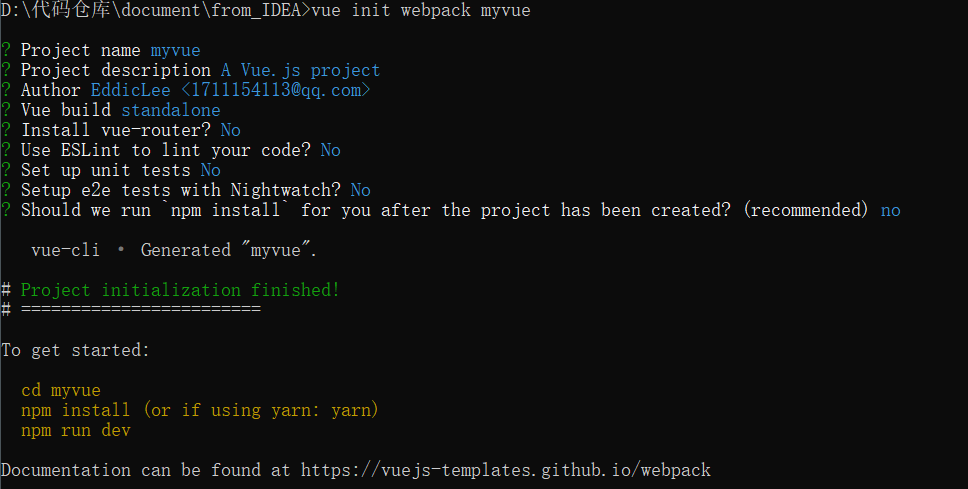 D:\代码仓库\document\from_IDEA>vue init webpack myvue
? Project name myvue
? Project description A Vue.js project
? Author EddicLee <1711154113@qq.com>
? Vue build standalone
? Install vue-router? No
? Use ESLint to lint your code? No
? Set up unit tests No
? Setup e2e tests with Nightwatch? No
? Should we run `npm install` for you after the project has been created? (recommended) no
vue-cli · Generated "myvue".
# Project initialization finished!
# ========================
To get started:
cd myvue
npm install (or if using yarn: yarn)
npm run dev
Documentation can be found at https://vuejs-templates.github.io/webpack